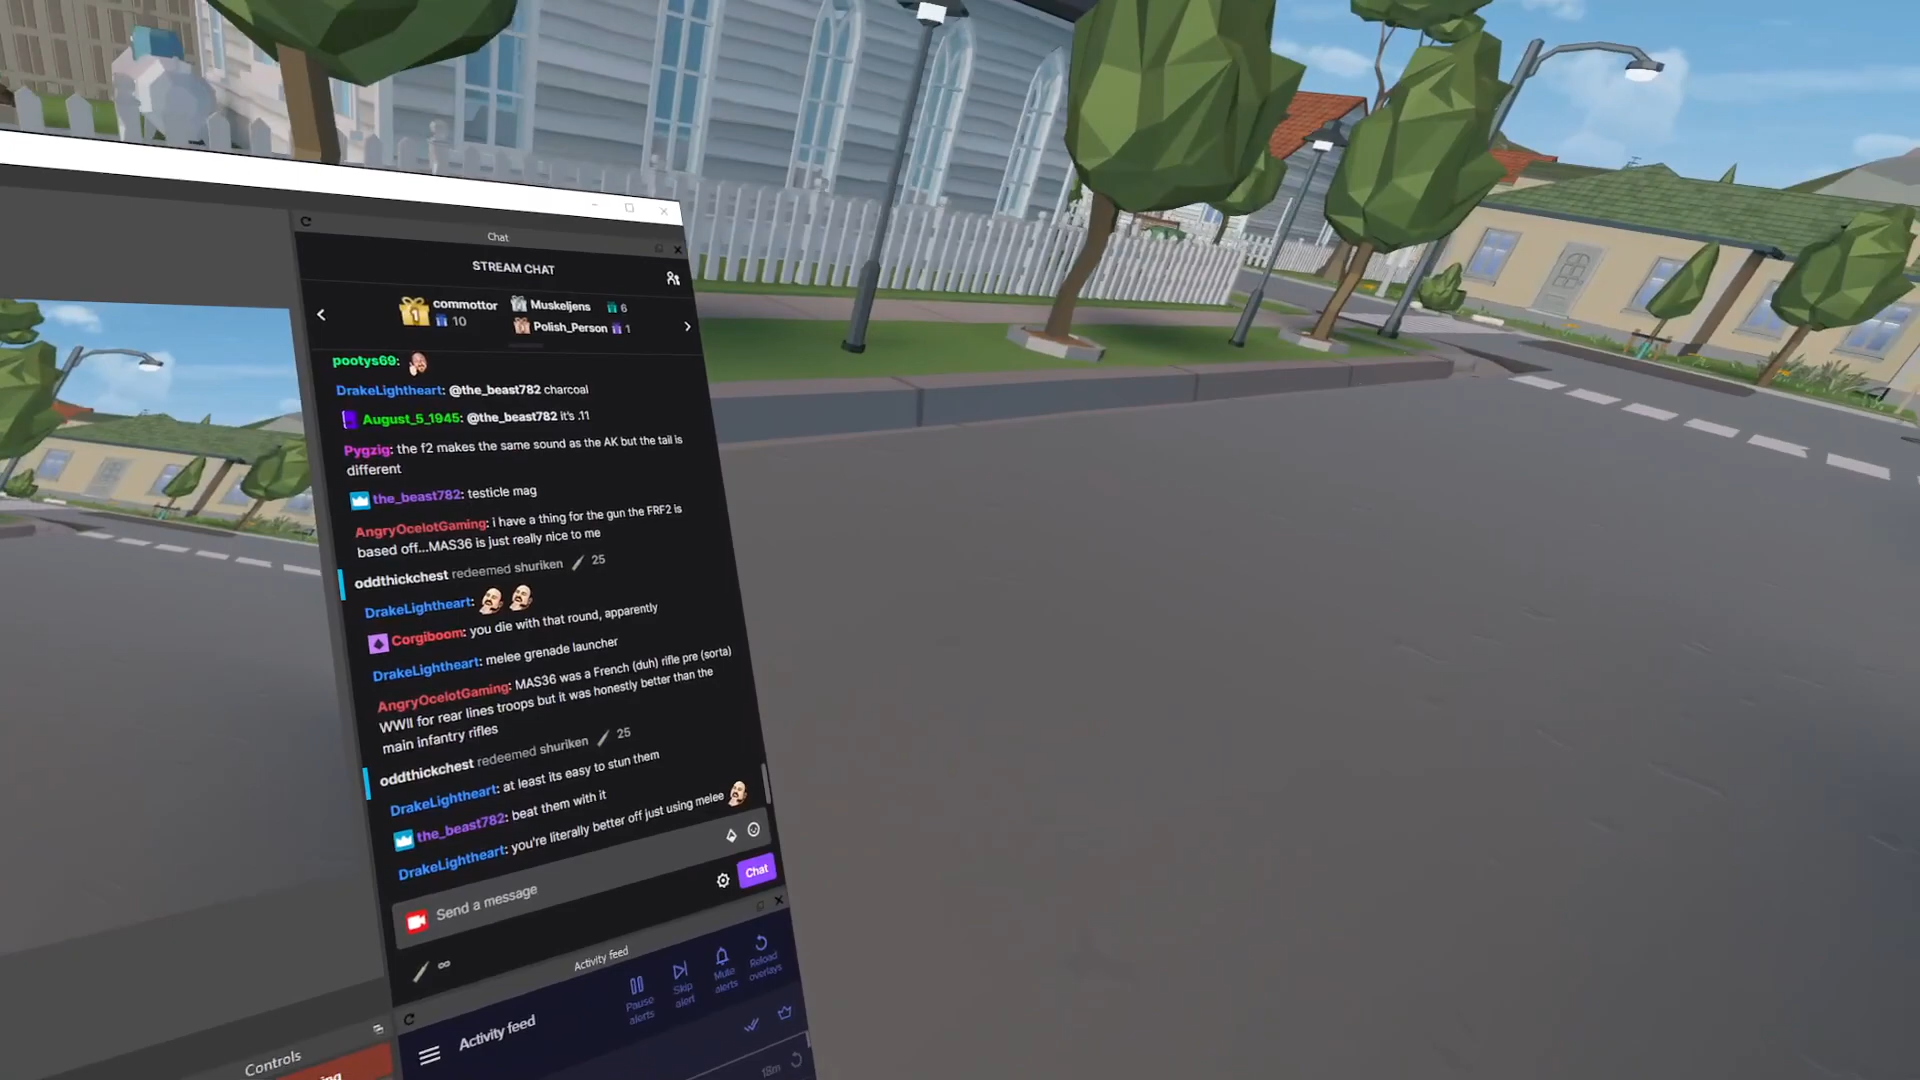 Chat
STREAM CHAT
commottor
10
Muskeljens 6
Polish_Person 1
pootys69:
DrakeLightheart: @the_beast782 charcoal
August_5_1945: @the_beast782 it's .11
Pygzig: the f2 makes the same sound as the AK but the tail is
different
the_beast782: testicle mag
AngryOcelotGaming: i have a thing for the gun the FRF2 is
based off...MAS36 is just really nice to me
oddthickchest redeemed shuriken 25
DrakeLightheart:
Corgiboom: you die with that round, apparently
DrakeLightheart: melee grenade launcher
AngryOcelotGaming: MAS36 was a French (duh) rifle pre (sorta)
WWII for rear lines troops but it was honestly better than the
main infantry rifles
oddthickchest redeemed shuriken 25
DrakeLightheart: at least its easy to stun them
the_beast782: beat them with it
DrakeLightheart: you're literally better off just using melee
Send a message
Chat
Activity feed
Activity feed
Pause
alerts
Skip
alert
Mute
alerts
Reload
overlays
18m
Controls